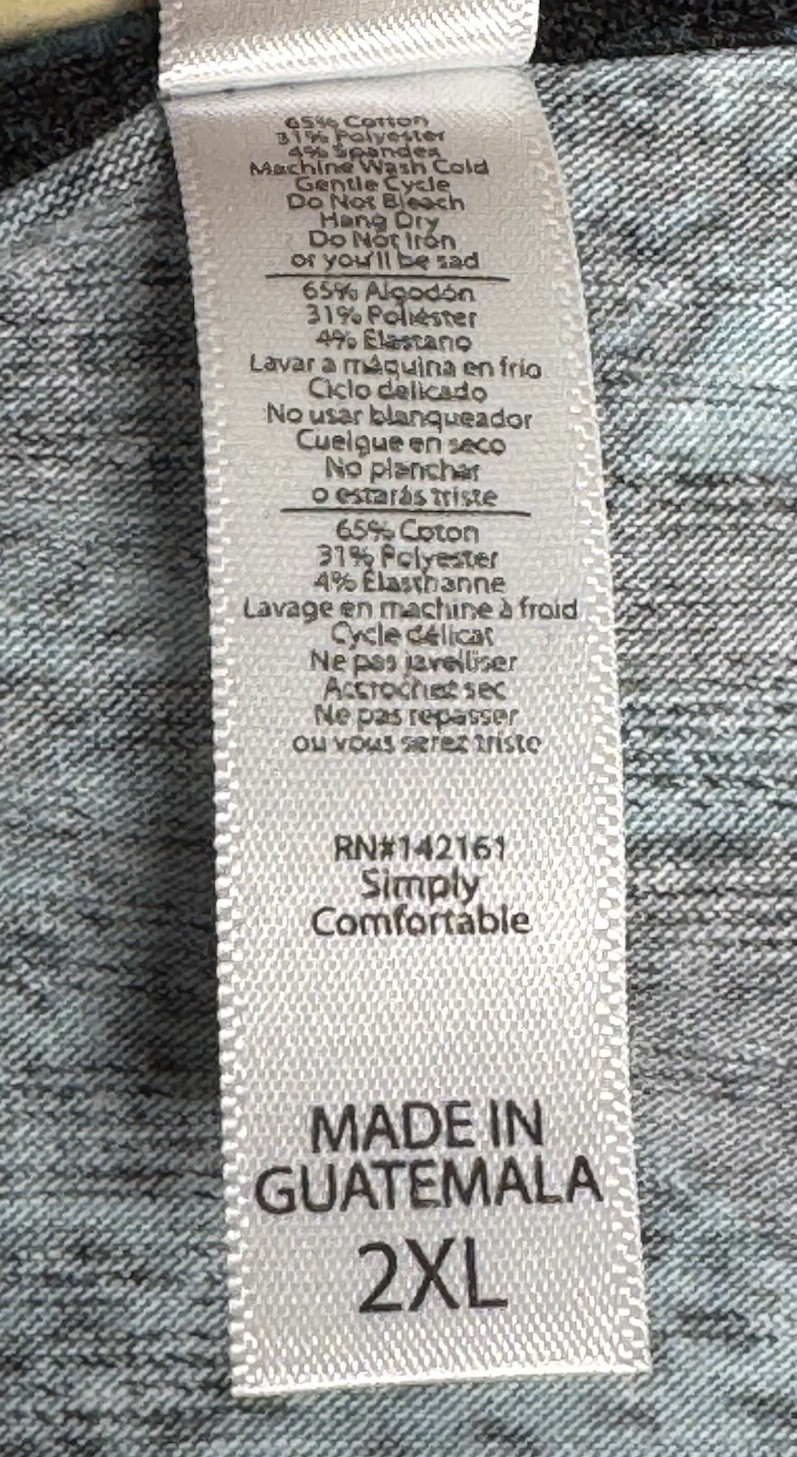 65% Cotton
31% Polyester
4% Spandex
Machine Wash Cold
Gentle Cycle
Do Not Bleach
Hang Dry
Do Not Iron
or you'll be sad
65% Algodón
31% Poliéster
4% Elastano
Lavar a máquina en frío
Ciclo delicado
No usar blanqueador
Cuelgue en seco
No planchar
o estarás triste
65% Coton
31% Polyester
4% Élasthanne
Lavage en machine à froid
Cycle délicat
Ne pas javelliser
Accrochez sec
Ne pas repasser
ou vous serez triste
RN#142161
Simply
Comfortable
MADE IN
GUATEMALA
2XL